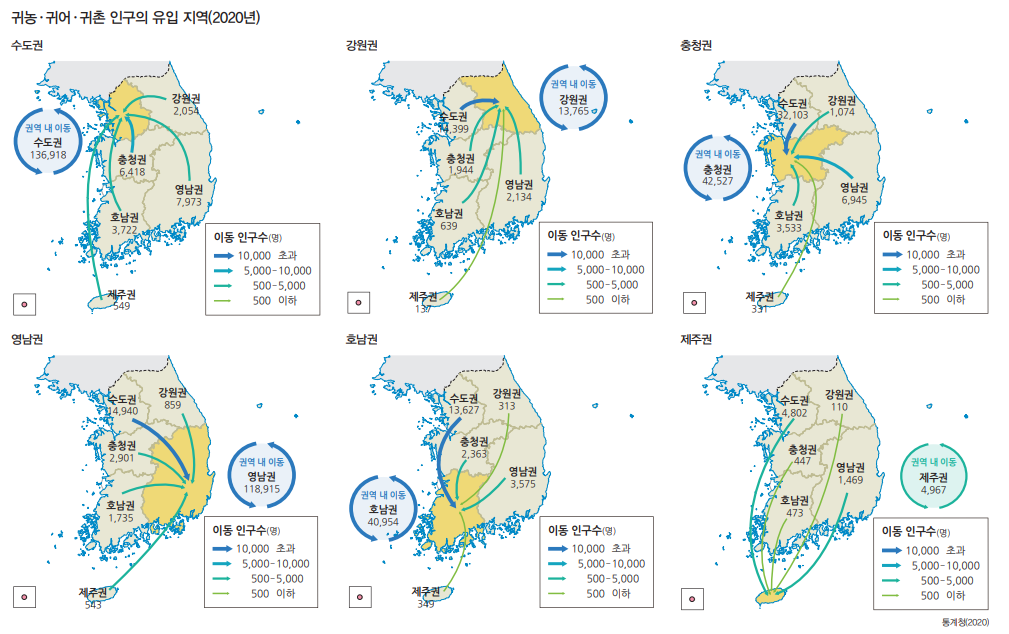 귀농·귀어·귀촌 인구의 유입 지역(2020년)
수도권
강원권
2,054
권역 내 이동
수도권
136,918
충청권
6,418
영남권
7,973
호남권
3,722
제주권
549
이동 인구수(명)
10,000 초과
5,000-10,000
500-5,000
500 이하
강원권
권역 내 이동
강원권
13,765
수도권
14,399
충청권
1,944
영남권
2,134
호남권
639
제주권
137
이동 인구수(명)
10,000 초과
5,000-10,000
500-5,000
500 이하
충청권
수도권
32,103
강원권
1,074
권역 내 이동
충청권
42,527
영남권
6,945
호남권
3,533
제주권
331
이동 인구수(명)
10,000 초과
5,000-10,000
500-5,000
500 이하
영남권
수도권
14,940
강원권
859
충청권
2,901
권역 내 이동
영남권
118,915
호남권
1,735
제주권
543
이동 인구수(명)
10,000 초과
5,000-10,000
500-5,000
500 이하
호남권
수도권
13,627
강원권
313
충청권
2,363
영남권
3,575
권역 내 이동
호남권
40,954
제주권
349
이동 인구수(명)
10,000 초과
5,000-10,000
500-5,000
500 이하
제주권
수도권
4,802
강원권
110
충청권
447
영남권
1,469
권역 내 이동
제주권
4,967
호남권
473
이동 인구수(명)
10,000 초과
5,000-10,000
500-5,000
500 이하
통계청(2020)